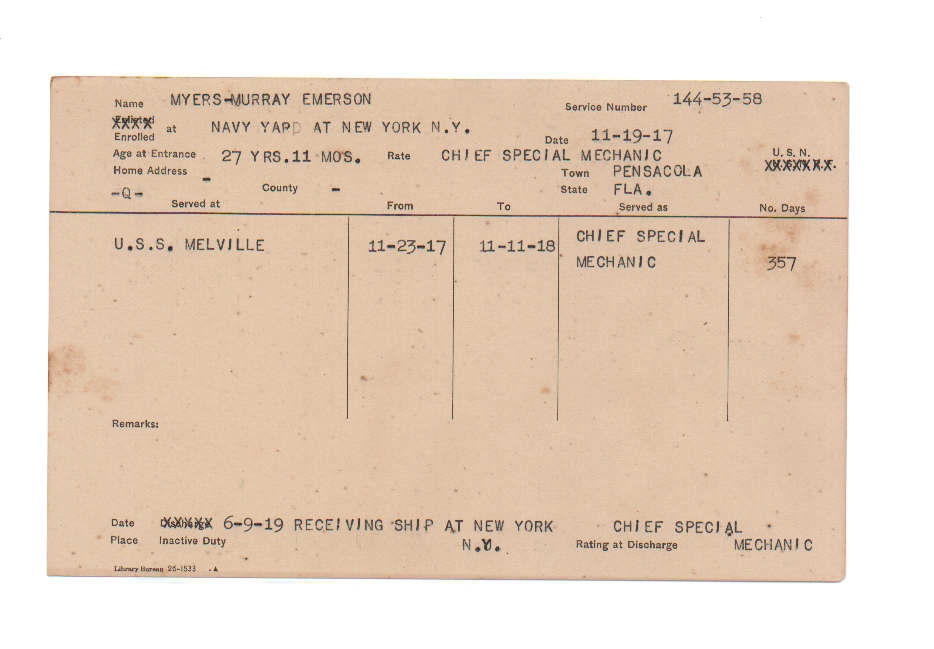 Name MYERS-MURRAY EMERSON Service Number 144-53-58
Enlisted
Enrolled at NAVY YARD AT NEW YORK N.Y. Date 11-19-17
Age at Entrance 27 YRS.11 MOS. Rate CHIEF SPECIAL MECHANIC U. S. N.
Home Address - Town PENSACOLA
-Q- County - State FLA.
Served at From To Served as No. Days
U.S.S. MELVILLE 11-23-17 11-11-18 CHIEF SPECIAL
MECHANIC 357
Remarks:
Date Discharge 6-9-19 RECEIVING SHIP AT NEW YORK CHIEF SPECIAL
Place Inactive Duty N.Y. Rating at Discharge MECHANIC
Library Bureau 26-1533 .A